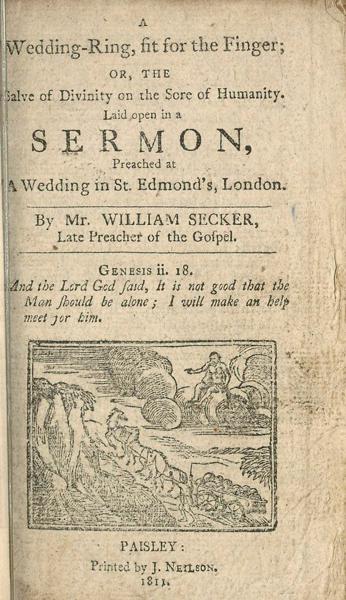 A
Wedding-Ring, fit for the Finger;
OR, THE
Salve of Divinity on the Sore of Humanity.
Laid open in a
SERMON,
Preached at
A Wedding in St. Edmond's, London.
By Mr. WILLIAM SECKER,
Late Preacher of the Goſpel.
GENESIS ii. 18.
And the Lord God ſaid, It is not good that the
Man ſhould be alone; I will make an help
meet for him.
PAISLEY:
Printed by J. NEILSON.
1811.